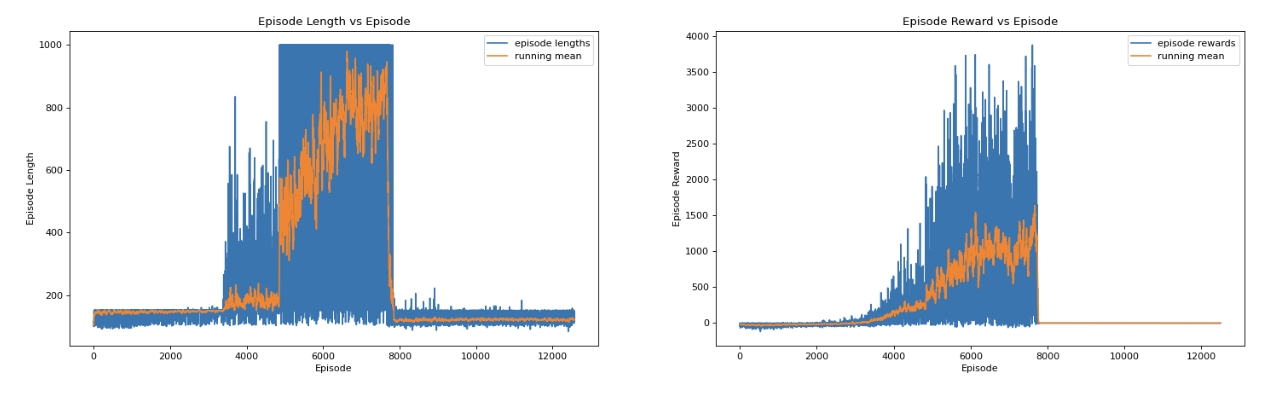 Episode Length vs Episode
1000
800
600
400
200
Episode Length
0
2000
4000
6000
8000
10000
12000
Episode
episode lengths
running mean
Episode Reward vs Episode
4000
3500
3000
2500
2000
1500
1000
500
0
Episode Reward
0
2000
4000
6000
8000
10000
12000
Episode
episode rewards
running mean